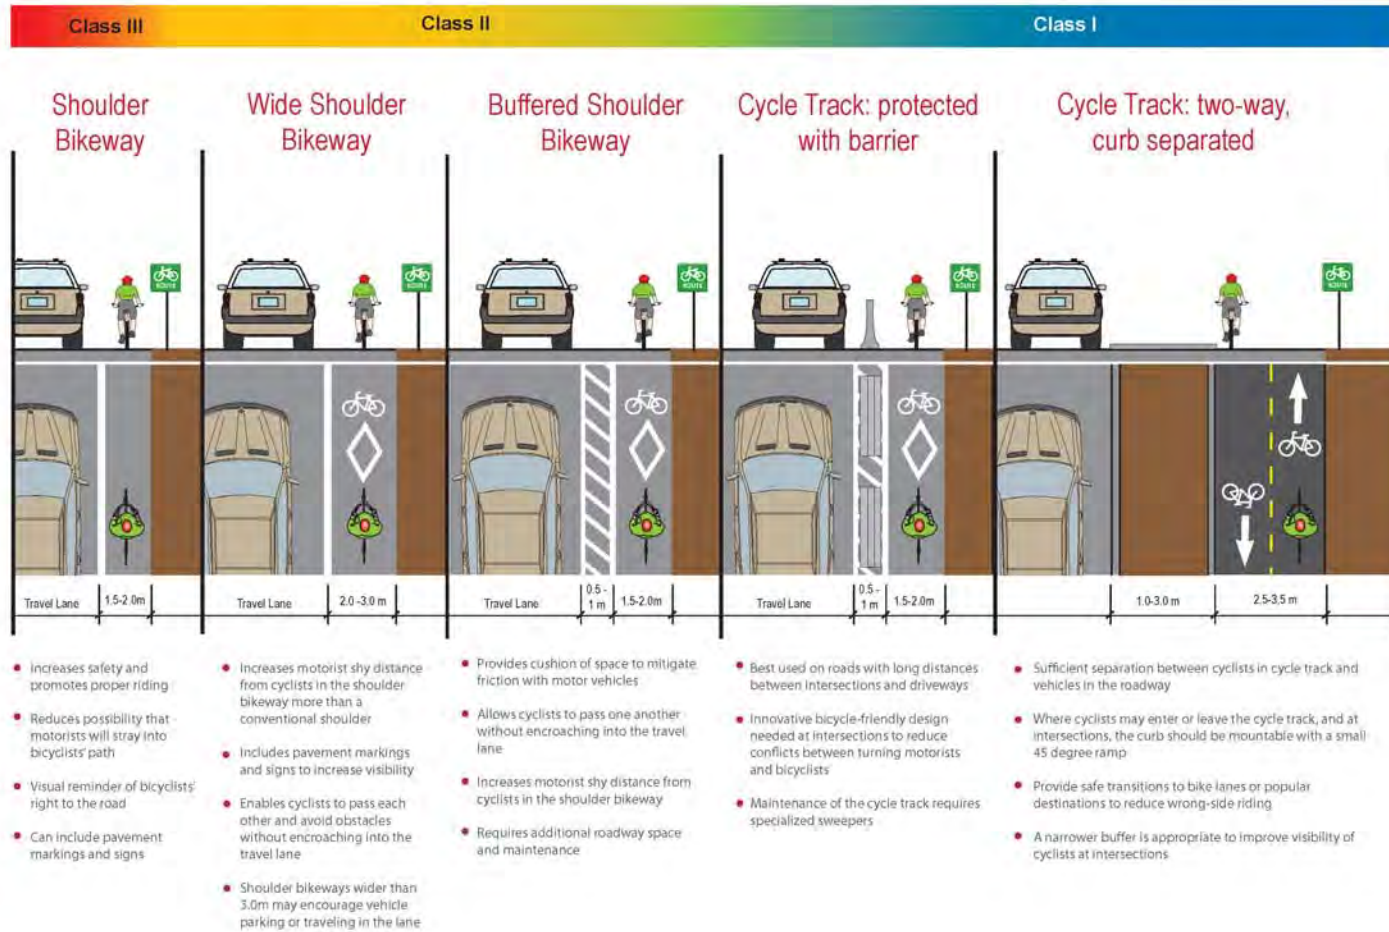 Class III
Class II
Class I
Shoulder
Bikeway
Wide Shoulder
Bikeway
Buffered Shoulder
Bikeway
Cycle Track: protected
with barrier
Cycle Track: two-way,
curb separated
ROUTE
ROUTE
ROUTE
ROUTE
ROUTE
Travel Lane
1.5-2.0m
Travel Lane
2.0 -3.0 m
Travel Lane
0.5 -
1 m
1.5-2.0m
Travel Lane
0.5 -
1 m
1.5-2.0m
1.0-3.0 m
2.5-3.5 m
Increases safety and
promotes proper riding
Reduces possibility that
motorists will stray into
bicyclists' path
Visual reminder of bicyclists'
right to the road
Can include pavement
markings and signs
Increases motorist shy distance
from cyclists in the shoulder
bikeway more than a
conventional shoulder
Includes pavement markings
and signs to increase visibility
Enables cyclists to pass each
other and avoid obstacles
without encroaching into the
travel lane
Shoulder bikeways wider than
3.0m may encourage vehicle
parking or traveling in the lane
Provides cushion of space to mitigate
friction with motor vehicles
Allows cyclists to pass one another
without encroaching into the travel
lane
Increases motorist shy distance from
cyclists in the shoulder bikeway
Requires additional roadway space
and maintenance
Best used on roads with long distances
between intersections and driveways
Innovative bicycle-friendly design
needed at intersections to reduce
conflicts between turning motorists
and bicyclists
Maintenance of the cycle track requires
specialized sweepers
Sufficient separation between cyclists in cycle track and
vehicles in the roadway
Where cyclists may enter or leave the cycle track, and at
intersections, the curb should be mountable with a small
45 degree ramp
Provide safe transitions to bike lanes or popular
destinations to reduce wrong-side riding
A narrower buffer is appropriate to improve visibility of
cyclists at intersections